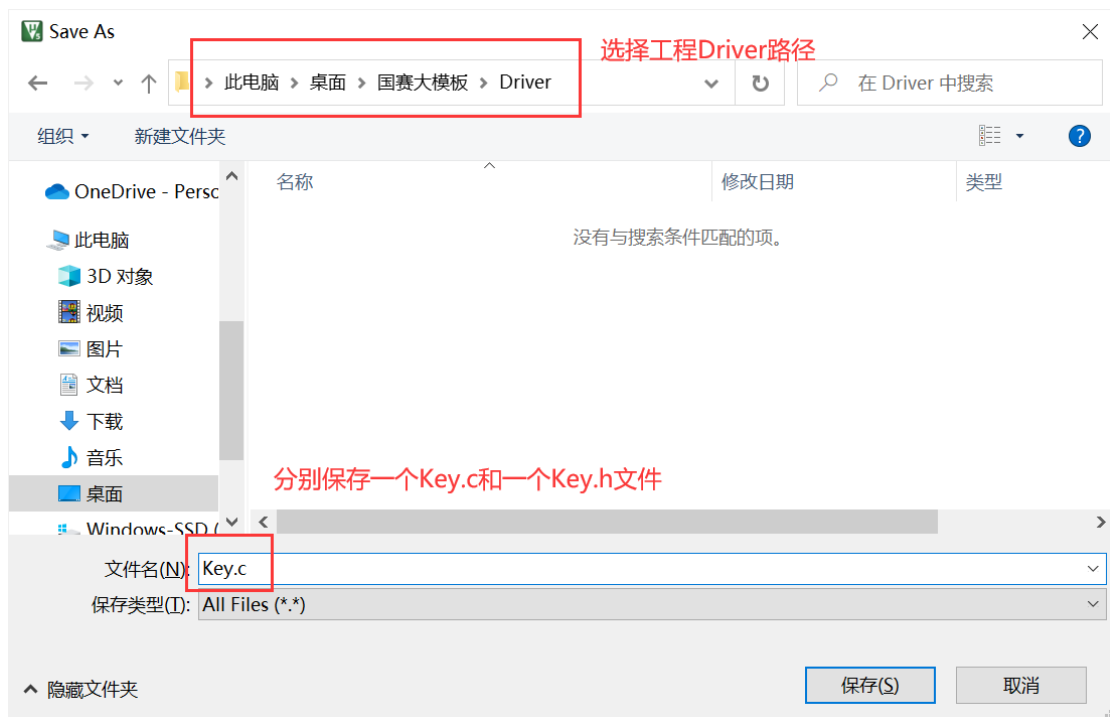 Save As
选择工程Driver路径
此电脑 > 桌面 > 国赛大模板 > Driver
在 Driver 中搜索
组织 新建文件夹
名称 修改日期 类型
OneDrive - Persc
没有与搜索条件匹配的项。
此电脑
3D 对象
视频
图片
文档
下载
音乐
分别保存一个Key.c和一个Key.h文件
桌面
Windows-SSD (
文件名(N): Key.c
保存类型(T): All Files (*.*)
隐藏文件夹 保存(S) 取消